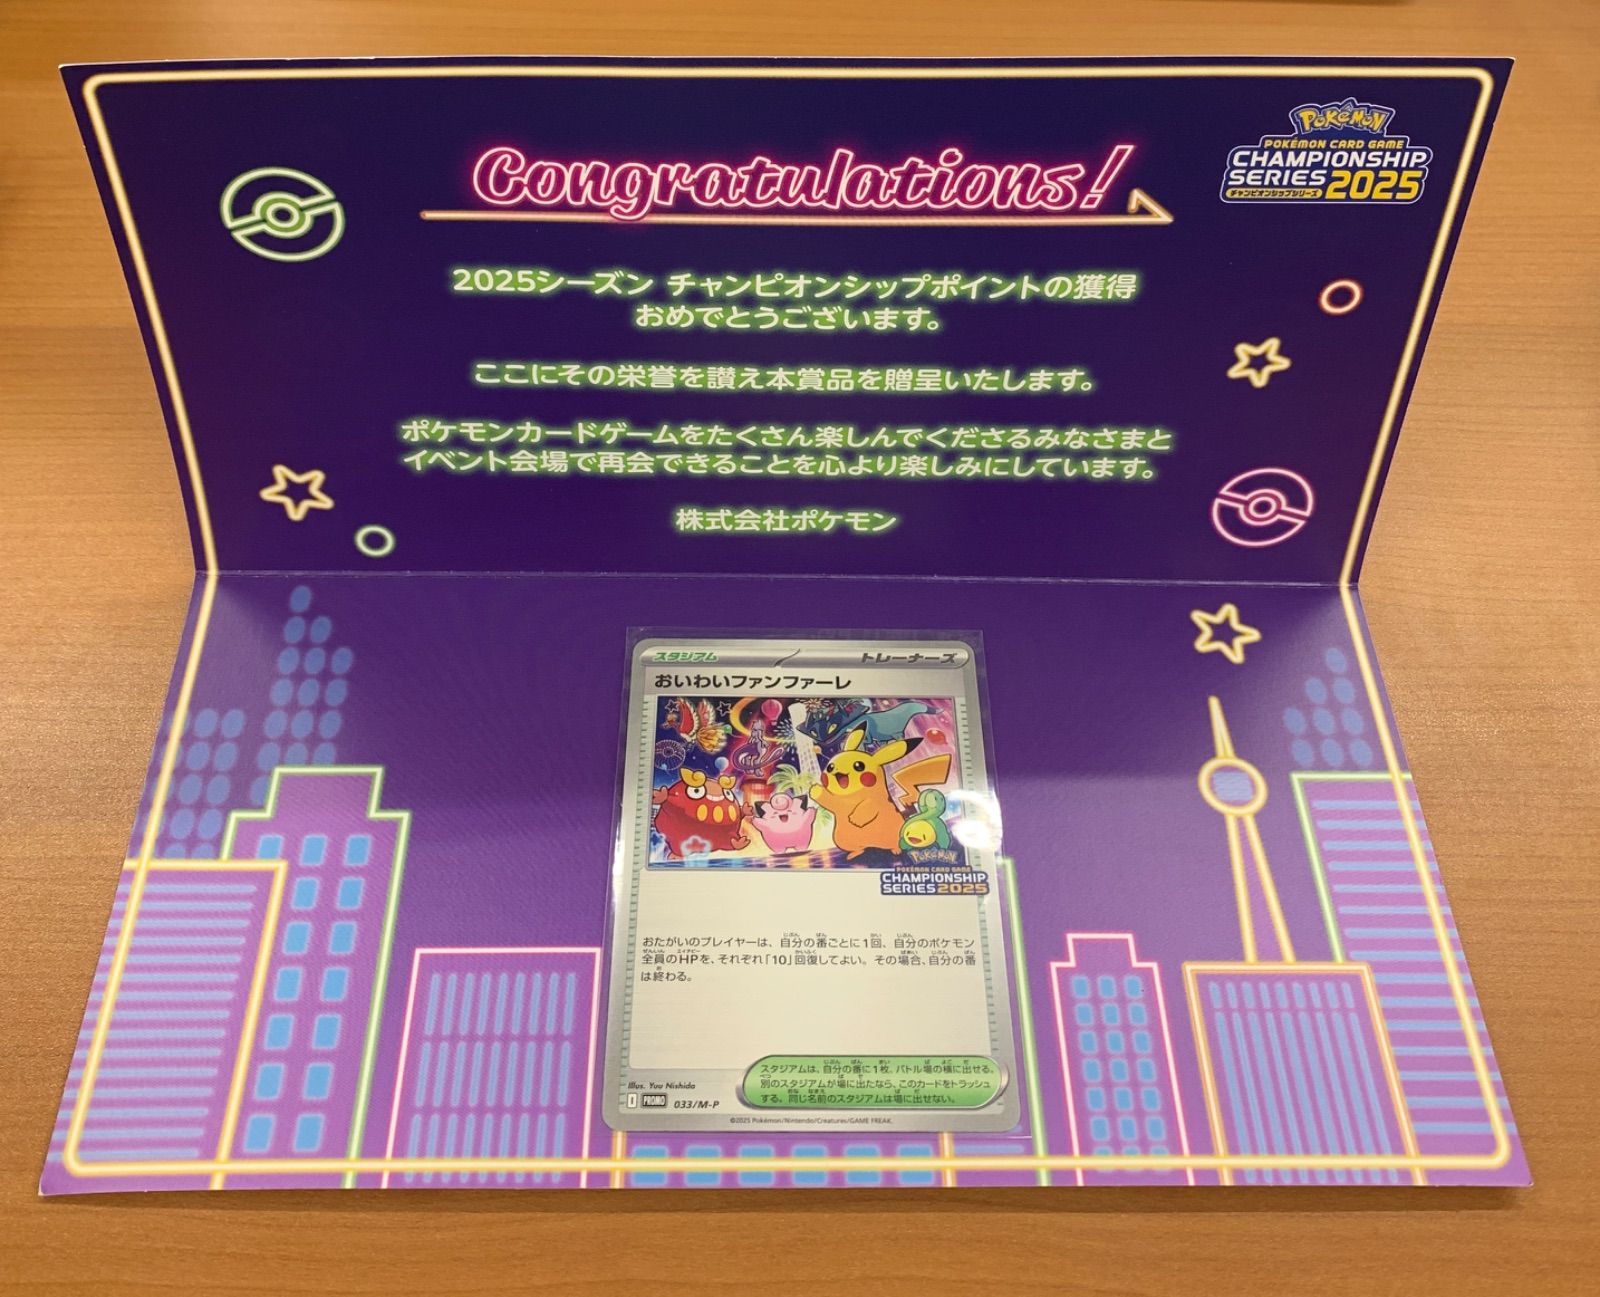 Congratulations!
Pokémon
POKÉMON CARD GAME
CHAMPIONSHIP
SERIES 2025
チャンピオンシップシリーズ
2025シーズン チャンピオンシップポイントの獲得
おめでとうございます。
ここにその栄誉を讃え本賞品を贈呈いたします。
ポケモンカードゲームをたくさん楽しんでくださるみなさまと
イベント会場で再会できることを心より楽しみにしています。
株式会社ポケモン
スタジアム トレーナーズ
おいわいファンファーレ
Pokémon
POKÉMON CARD GAME
CHAMPIONSHIP
SERIES 2025
おたがいのプレイヤーは、自分の番ごとに1回、自分のポケモン
全員のHPを、それぞれ「10」回復してよい。その場合、自分の番
は終わる。
スタジアムは、自分の番に1枚、バトル場の横に出せる。
別のスタジアムが場に出たなら、このカードをトラッシュ
する。同じ名前のスタジアムは場に出せない。
Illus. Yuu Nishida
I PROMO 033/M-P
©2025 Pokémon/Nintendo/Creatures/GAME FREAK.